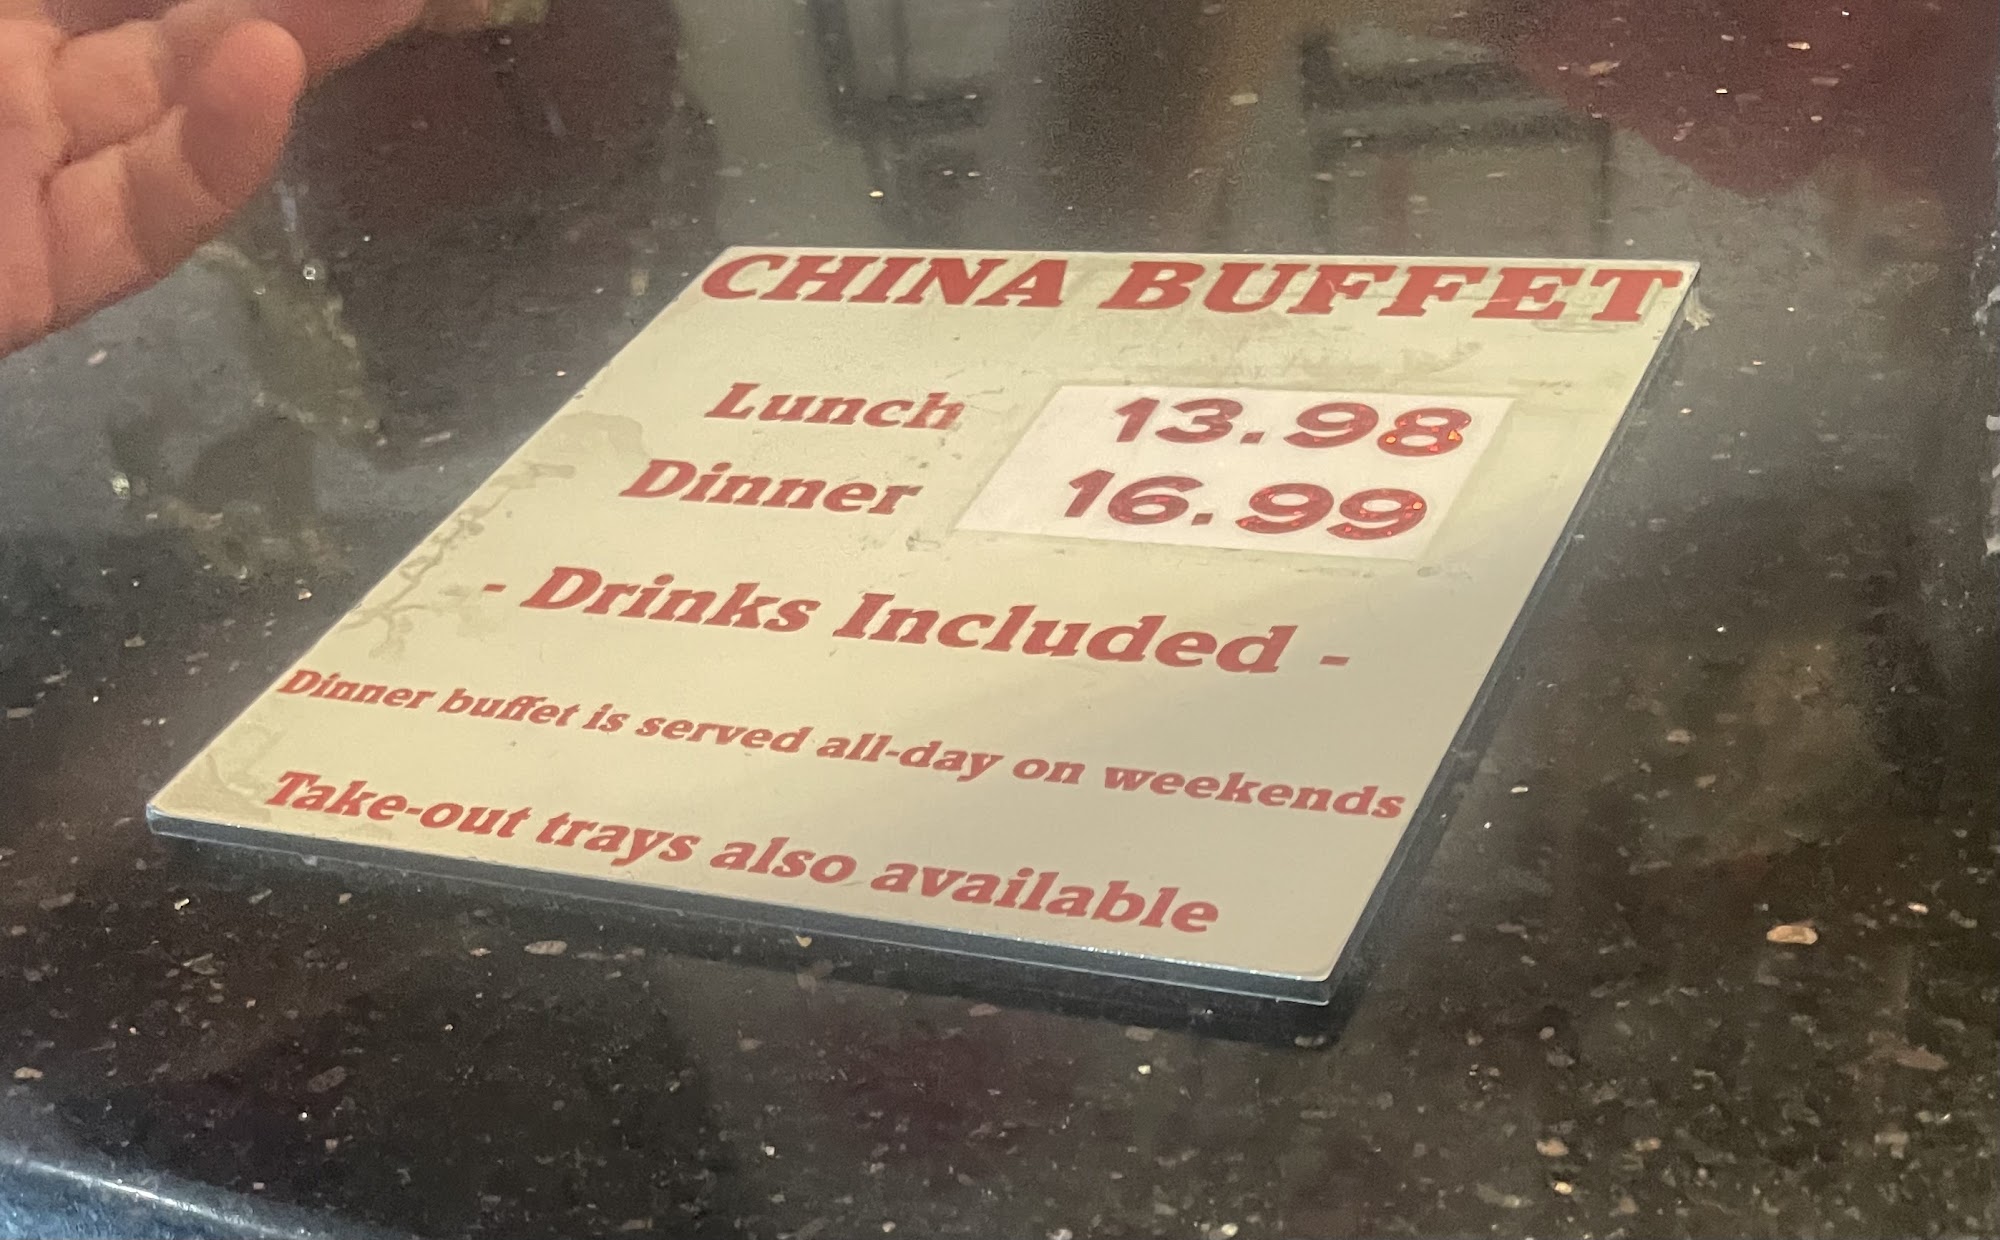 CHINA BUFFET
Lunch 13.98
Dinner 16.99
- Drinks Included -
Dinner buffet is served all-day on weekends
Take-out trays also available